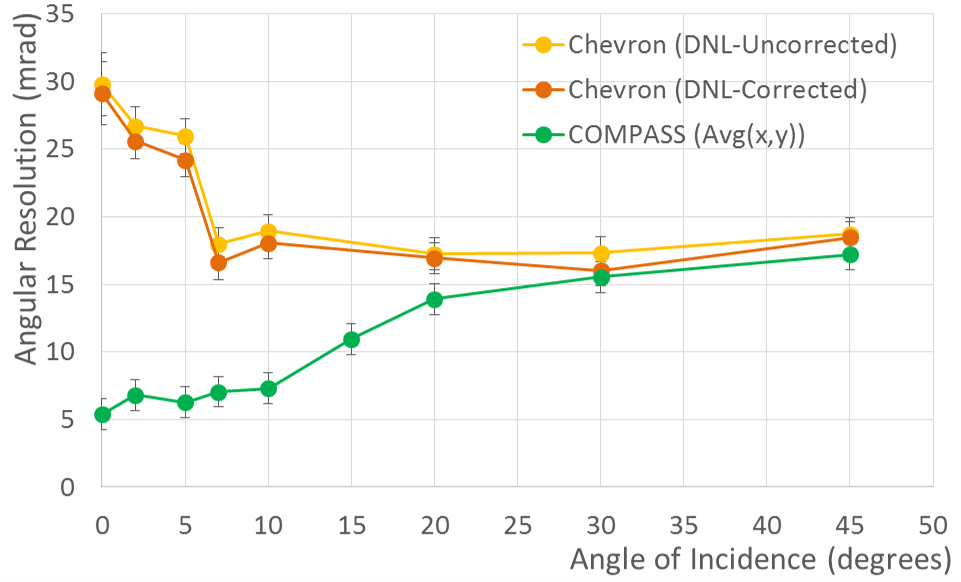 35
30
25
20
15
10
5
0
Angular Resolution (mrad)
Chevron (DNL-Uncorrected)
Chevron (DNL-Corrected)
COMPASS (Avg(x,y))
0 5 10 15 20 25 30 35 40 45 50
Angle of Incidence (degrees)